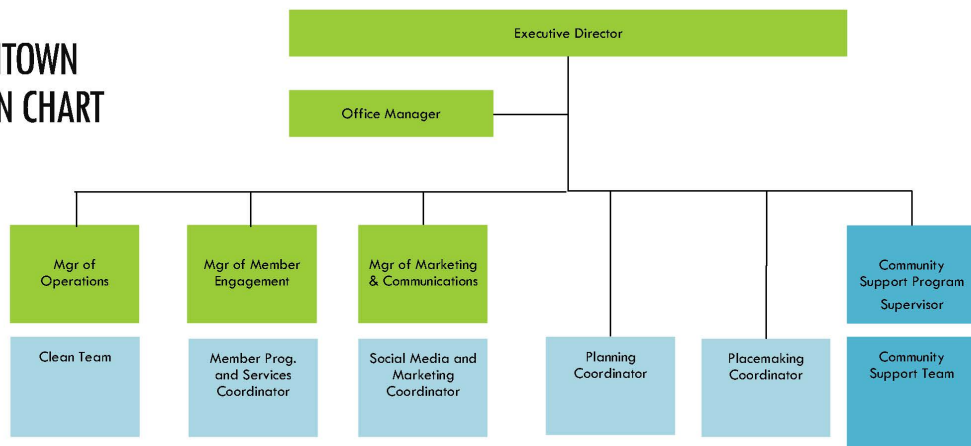 Executive Director
Office Manager
CHART
Mgr of
Operations
Mgr of Member
Engagement
Mgr of Marketing
& Communications
Community
Support Program
Supervisor
Clean Team
Member Prog.
and Services
Coordinator
Social Media and
Marketing
Coordinator
Planning
Coordinator
Placemaking
Coordinator
Community
Support Team